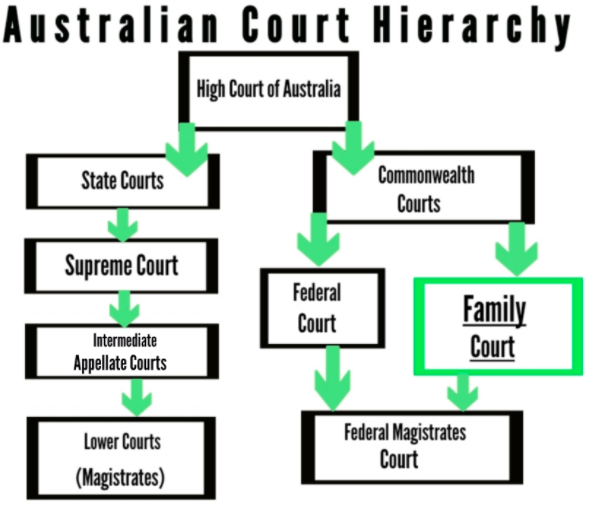 Australian Court Hierarchy
High Court of Australia
State Courts
Commonwealth
Courts
Supreme Court
Federal
Court
Family
Court
Intermediate
Appellate Courts
Lower Courts
(Magistrates)
Federal Magistrates
Court